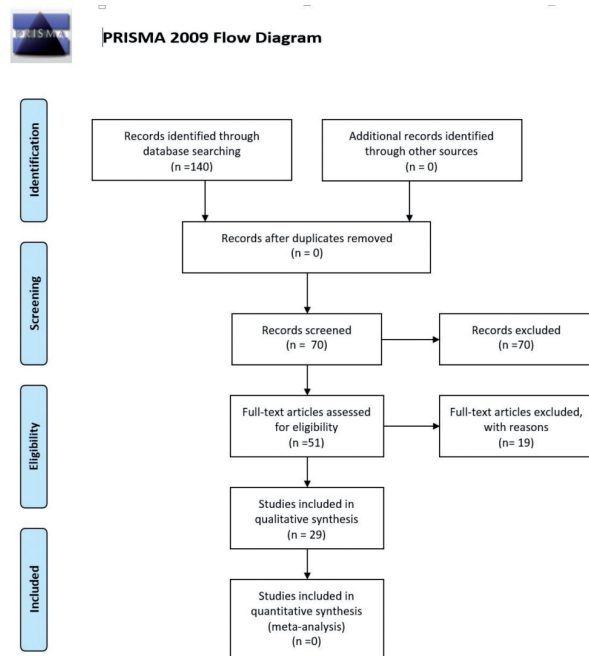 PRISMA
PRISMA 2009 Flow Diagram
Identification
Records identified through
database searching
(n =140)
Additional records identified
through other sources
(n = 0)
Records after duplicates removed
(n = 0)
Screening
Records screened
(n = 70)
Records excluded
(n =70)
Eligibility
Full-text articles assessed
for eligibility
(n =51)
Full-text articles excluded,
with reasons
(n= 19)
Studies included in
qualitative synthesis
(n = 29)
Included
Studies included in
quantitative synthesis
(meta-analysis)
(n =0)